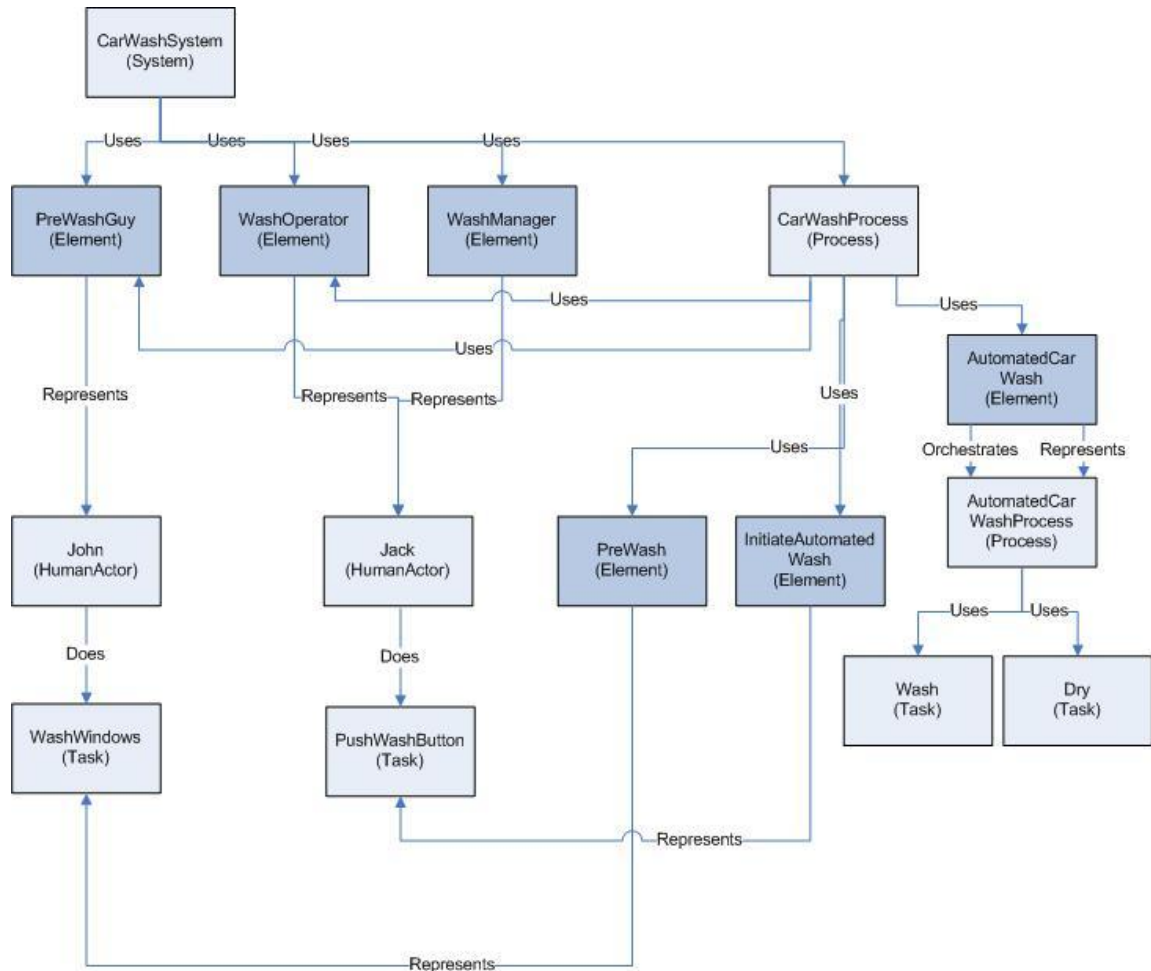 CarWashSystem
(System)
Uses
Uses
Uses
Uses
PreWashGuy
(Element)
WashOperator
(Element)
WashManager
(Element)
CarWashProcess
(Process)
Uses
Uses
Uses
AutomatedCar
Wash
(Element)
Represents
Represents
Represents
Uses
Uses
Orchestrates
Represents
John
(HumanActor)
Jack
(HumanActor)
PreWash
(Element)
InitiateAutomated
Wash
(Element)
AutomatedCar
WashProcess
(Process)
Uses
Uses
Does
Does
WashWindows
(Task)
PushWashButton
(Task)
Wash
(Task)
Dry
(Task)
Represents
Represents